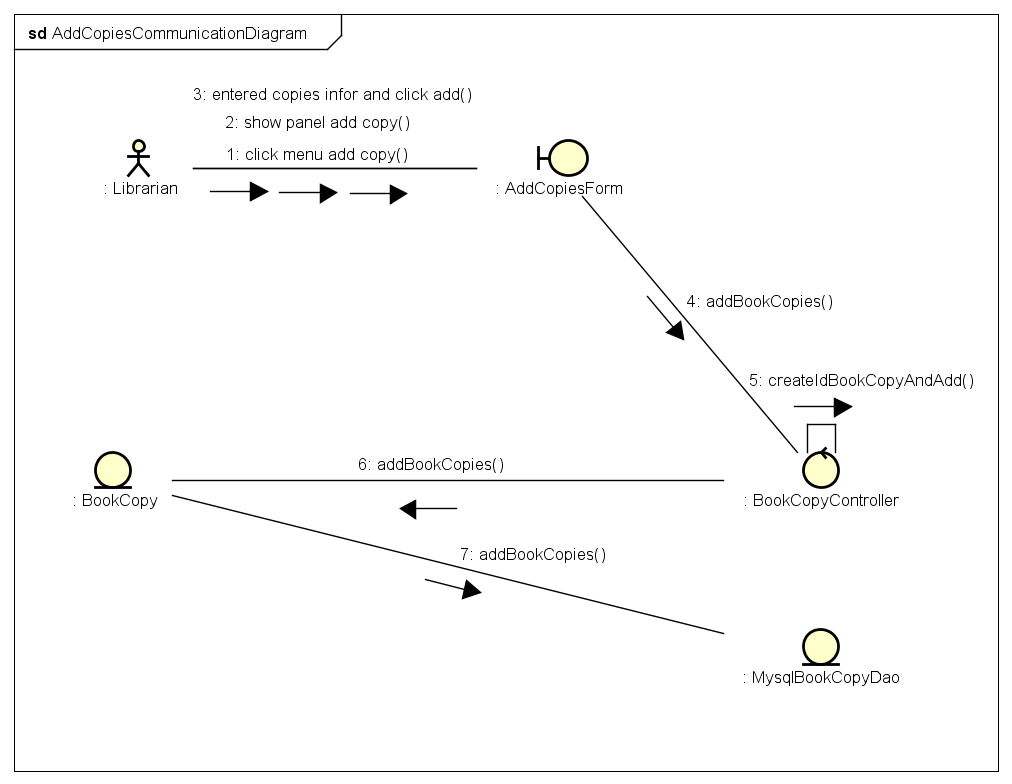 sd AddCopiesCommunicationDiagram
3: entered copies infor and click add()
2: show panel add copy()
1: click menu add copy()
: Librarian
: AddCopiesForm
4: addBookCopies()
5: createIdBookCopyAndAdd()
6: addBookCopies()
: BookCopy
: BookCopyController
7: addBookCopies()
: MysqlBookCopyDao